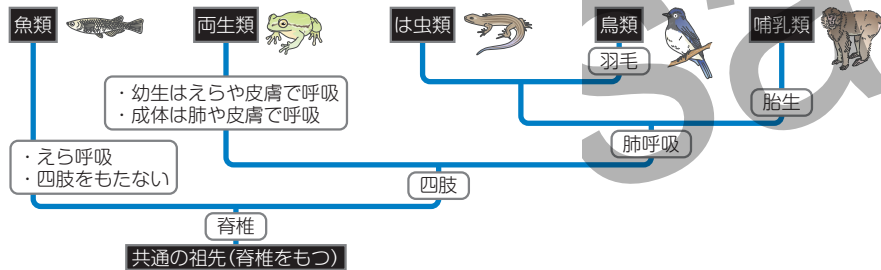 魚類
両生類
は虫類
鳥類
哺乳類
羽毛
・幼生はえらや皮膚で呼吸
・成体は肺や皮膚で呼吸
胎生
肺呼吸
・えら呼吸
・四肢をもたない
四肢
脊椎
共通の祖先(脊椎をもつ)